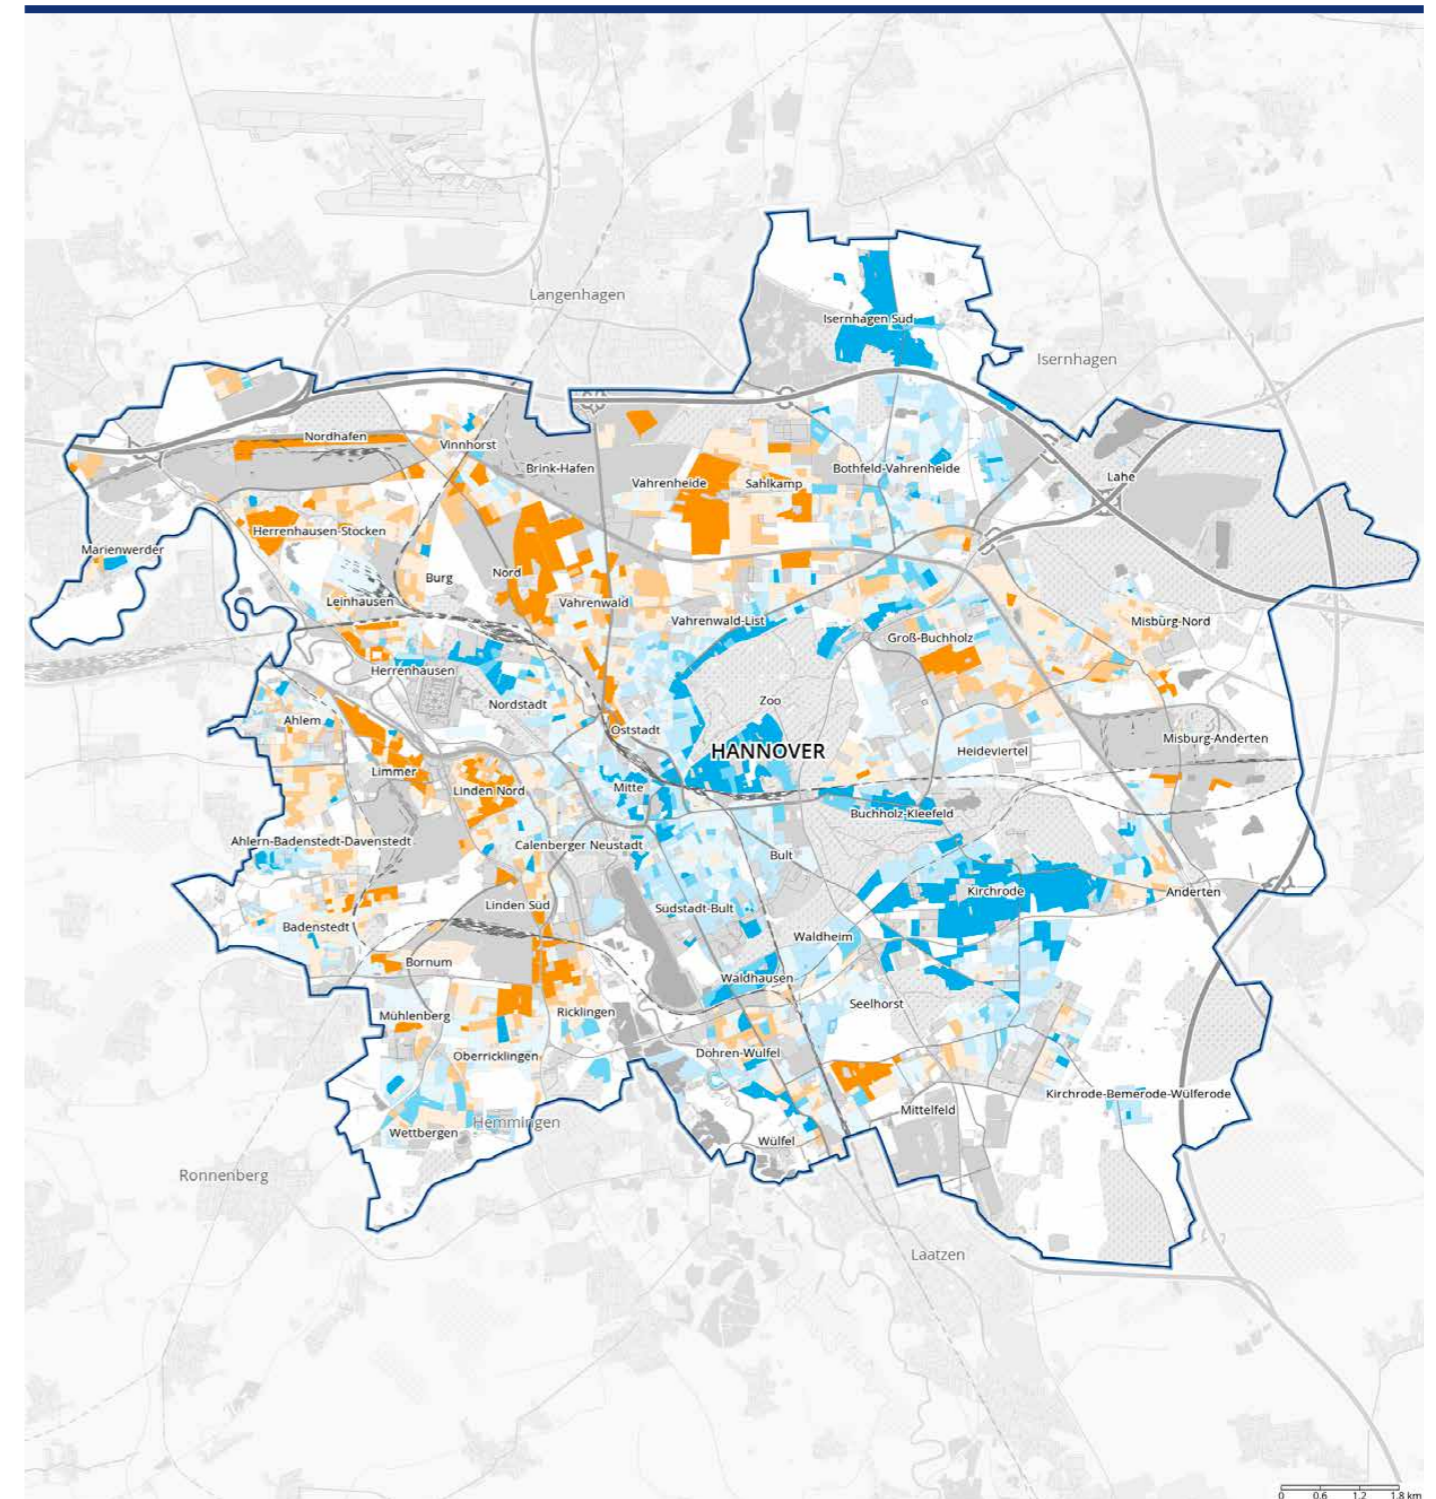 Langenhagen
Isernhagen Süd
Isernhagen
Nordhafen
Vinnhorst
Brink-Hafen
Vahrenheide
Sahlkamp
Bothfeld-Vahrenheide
Lahe
Herrenhausen-Stöcken
Marienwerder
Burg
Nord
Leinhausen
Vahrenwald
Vahrenwald-List
Groß-Buchholz
Misburg-Nord
Herrenhausen
Nordstadt
Zoo
Ahlem
Oststadt
HANNOVER
Heideviertel
Misburg-Anderten
Limmer
Linden Nord
Mitte
Buchholz-Kleefeld
Ahlern-Badenstedt-Davenstedt
Calenberger Neustadt
Bult
Kirchrode
Anderten
Linden Süd
Südstadt-Bult
Badenstedt
Waldheim
Bornum
Waldhausen
Seelhorst
Mühlenberg
Ricklingen
Oberricklingen
Döhren-Wülfel
Kirchrode-Bemerode-Wülferode
Mittelfeld
Hemmingen
Wettbergen
Wülfel
Ronnenberg
Laatzen
0 0.6 1.2 1.8 km